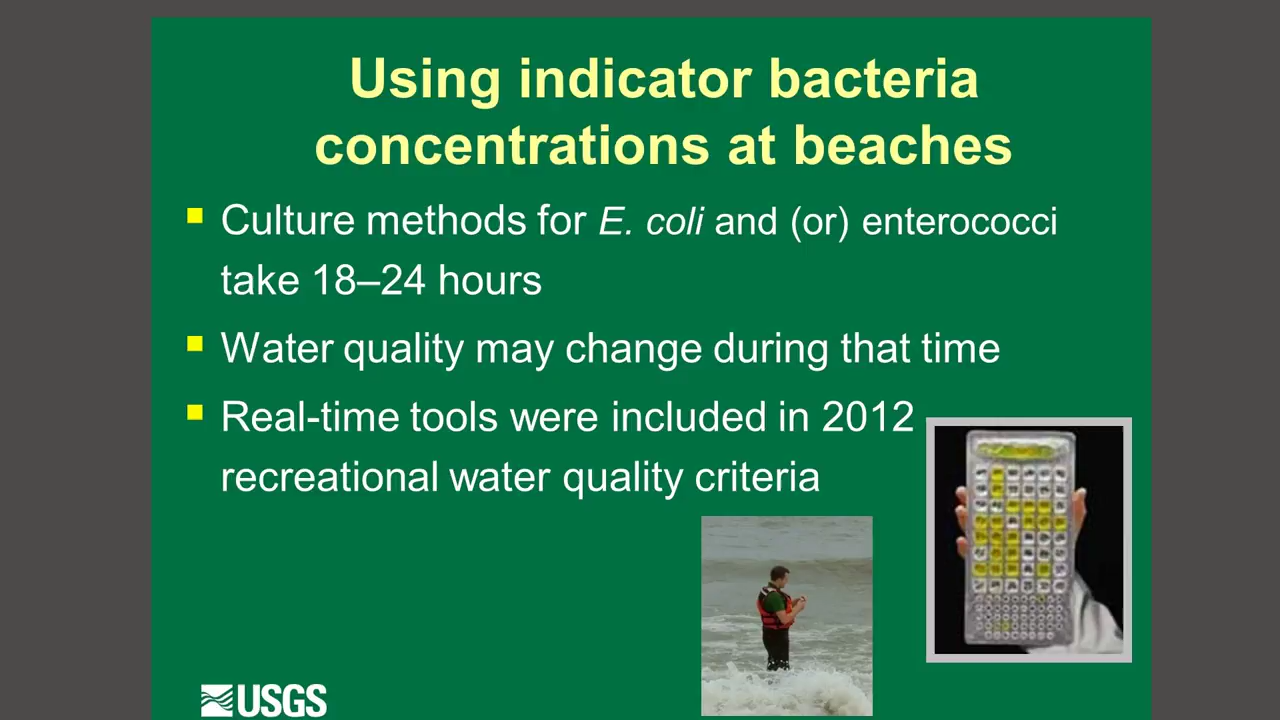 Using indicator bacteria
concentrations at beaches
Culture methods for E. coli and (or) enterococci
take 18–24 hours
Water quality may change during that time
Real-time tools were included in 2012
recreational water quality criteria
USGS